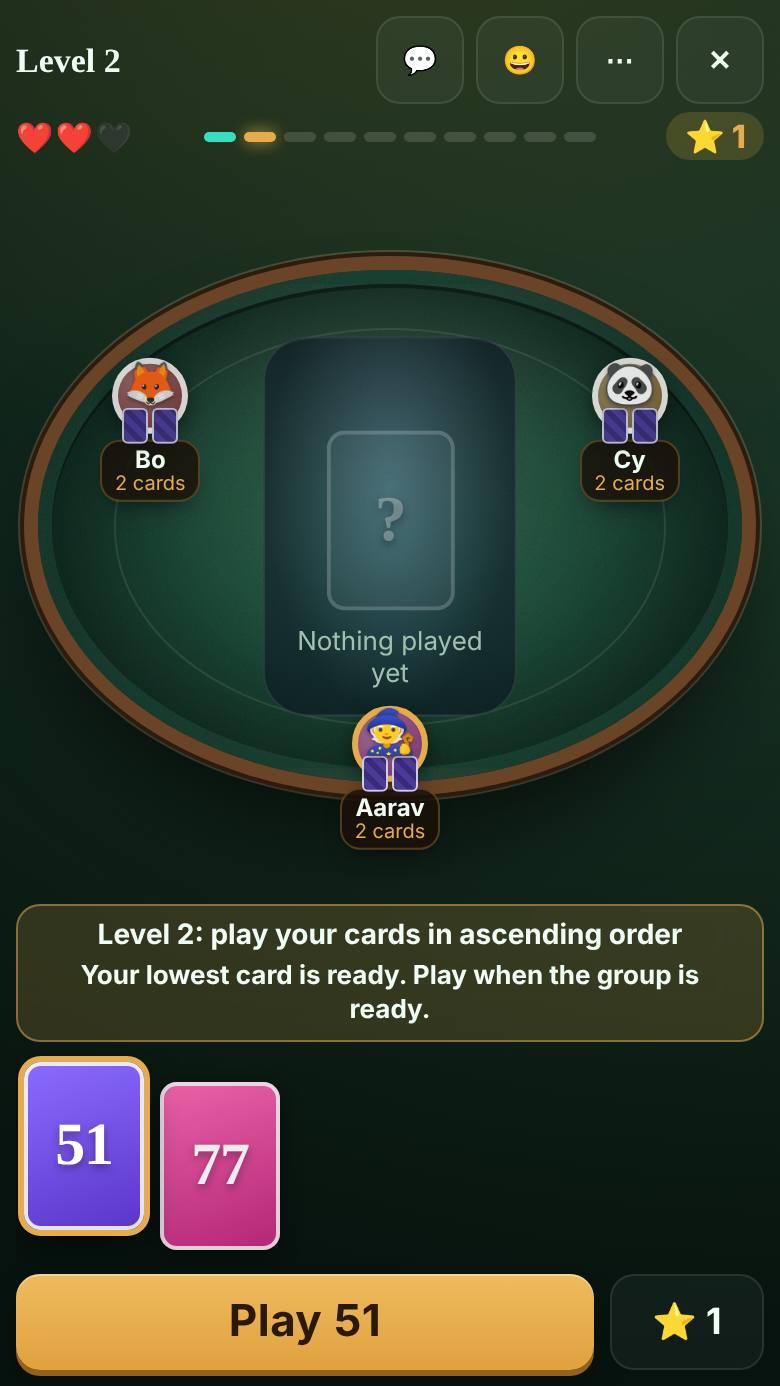 Level 2
1
Bo
2 cards
Cy
2 cards
?
Nothing played
yet
Aarav
2 cards
Level 2: play your cards in ascending order
Your lowest card is ready. Play when the group is
ready.
51
77
Play 51
1